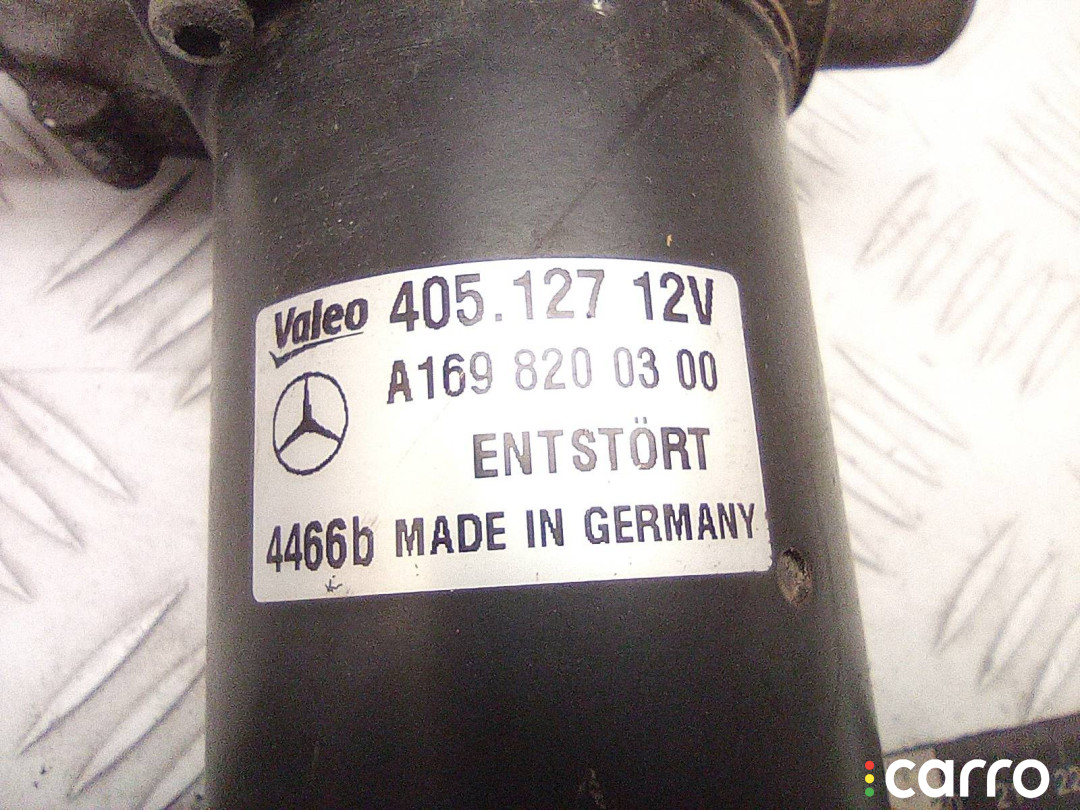 Valeo 405.127 12V
A169 820 03 00
ENTSTÖRT
4466b MADE IN GERMANY
carro